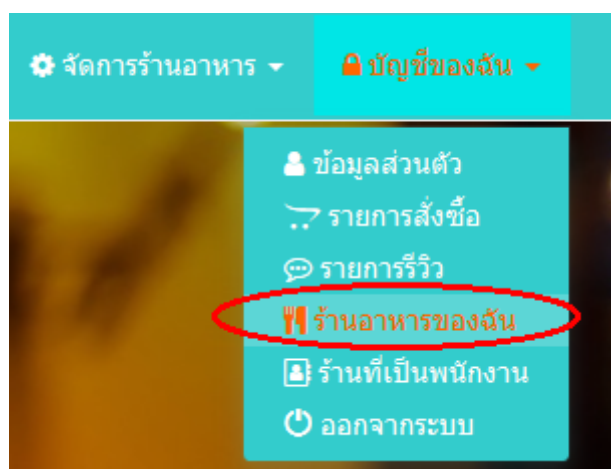 จัดการร้านอาหาร บัญชีของฉัน
ข้อมูลส่วนตัว
รายการสั่งซื้อ
รายการรีวิว
ร้านอาหารของฉัน
ร้านที่เป็นพนักงาน
ออกจากระบบ